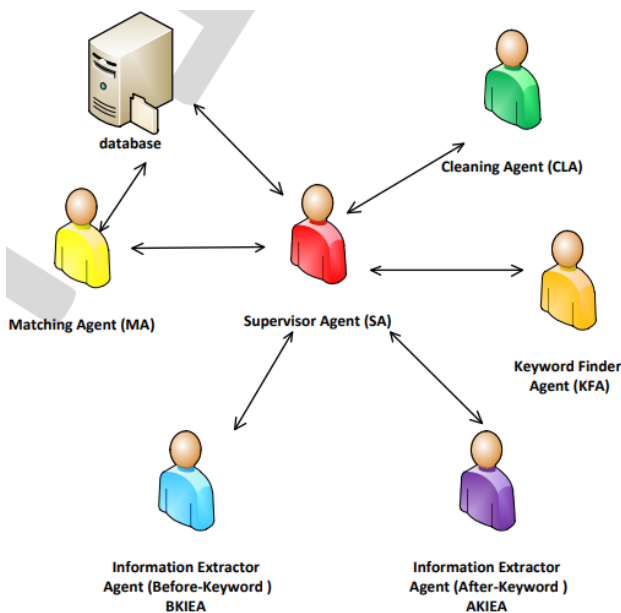 database
Cleaning Agent (CLA)
Matching Agent (MA)
Supervisor Agent (SA)
Keyword Finder
Agent (KFA)
Information Extractor
Agent (Before-Keyword )
BKIEA
Information Extractor
Agent (After-Keyword )
AKIEA